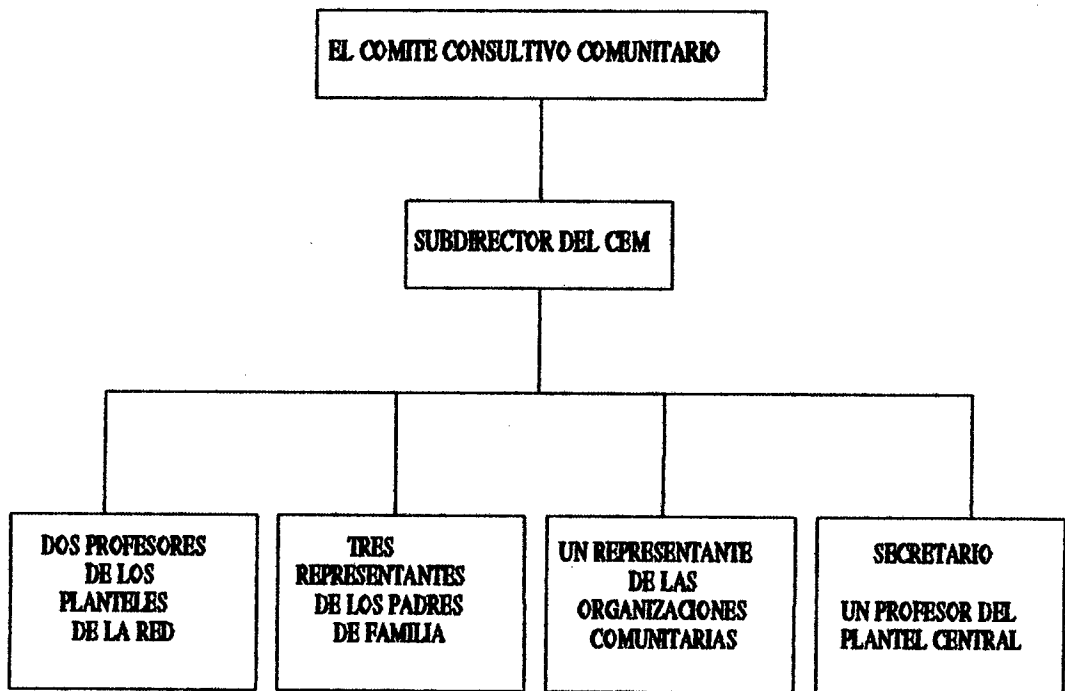 EL COMITE CONSULTIVO COMUNITARIO
SUBDIRECTOR DEL CEM
DOS PROFESORES
DE LOS
PLANTELES
DE LA RED
TRES
REPRESENTANTES
DE LOS PADRES
DE FAMILIA
UN REPRESENTANTE
DE LAS
ORGANIZACIONES
COMUNITARIAS
SECRETARIO
UN PROFESOR DEL
PLANTEL CENTRAL